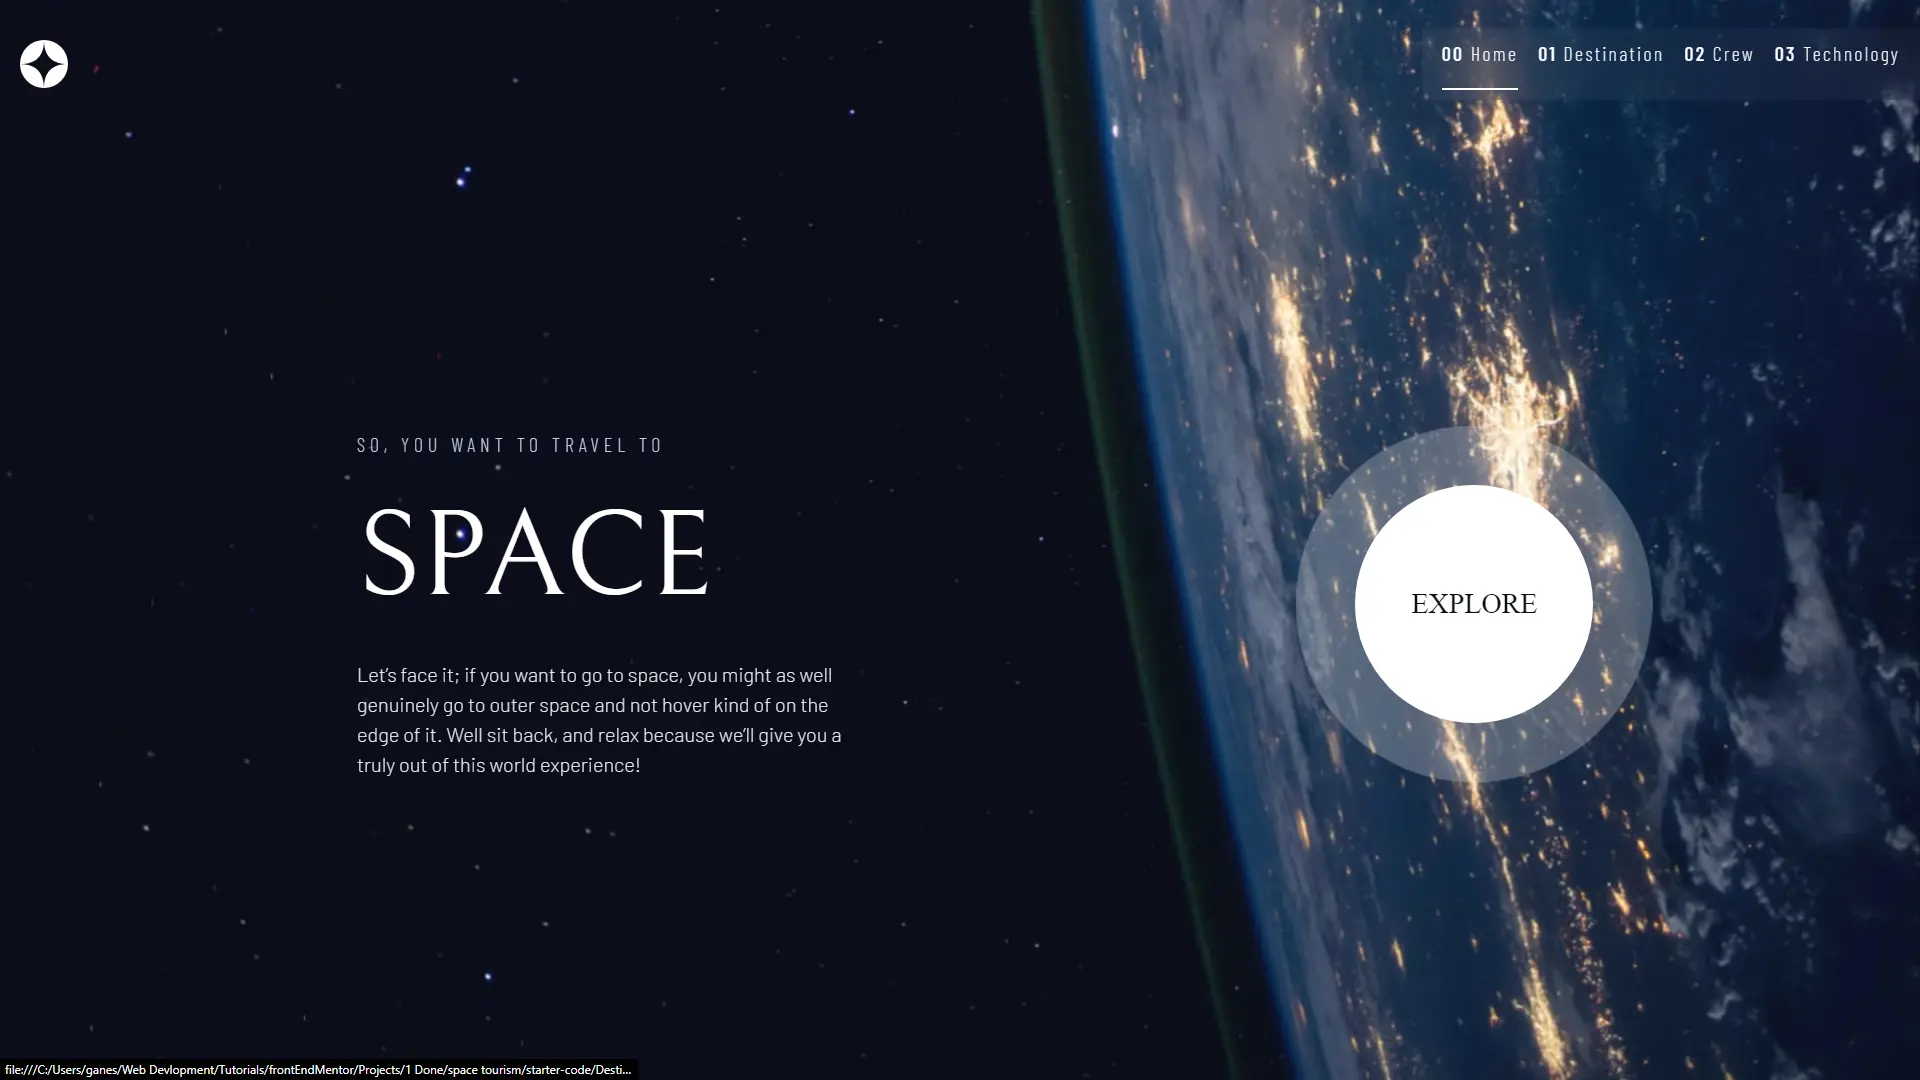 00 Home 01 Destination 02 Crew 03 Technology
SO, YOU WANT TO TRAVEL TO
SPACE
Let’s face it; if you want to go to space, you might as well
genuinely go to outer space and not hover kind of on the
edge of it. Well sit back, and relax because we’ll give you a
truly out of this world experience!
EXPLORE
file:///C:/Users/ganes/Web Devlopment/Tutorials/frontEndMentor/Projects/1 Done/space tourism/starter-code/Desti...